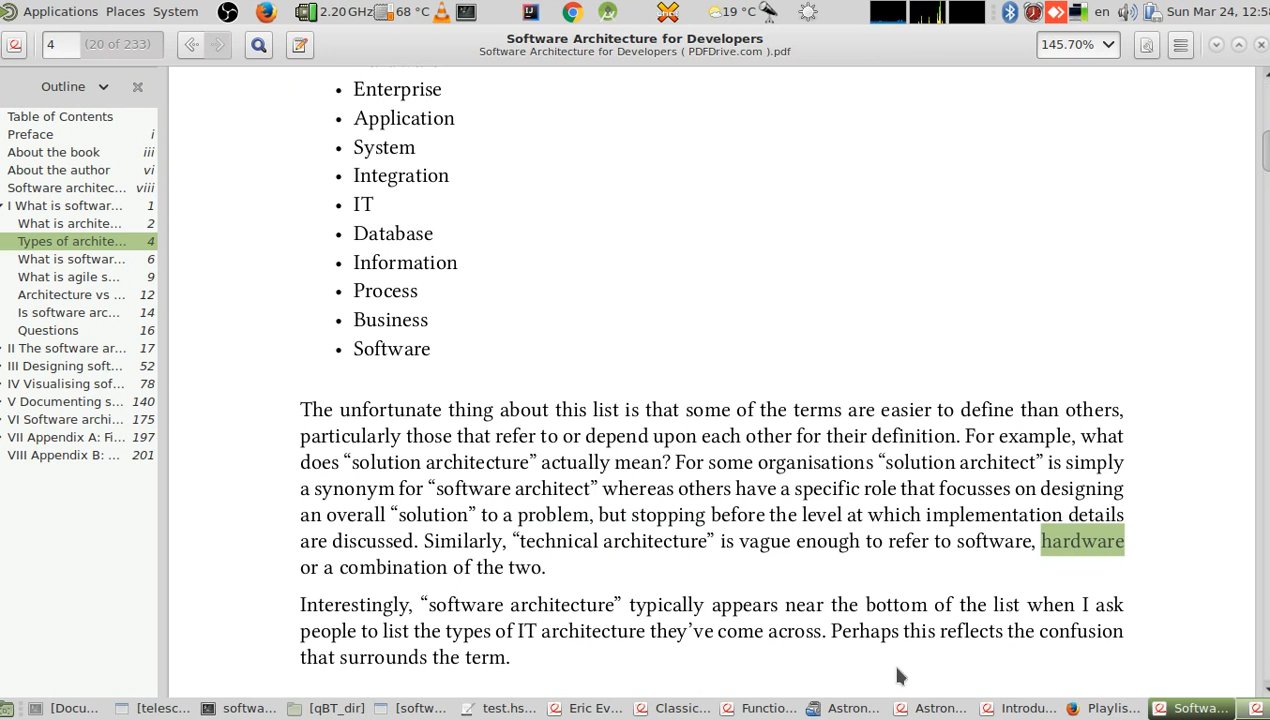 Applications Places System 2.20 GHz 68 °C 19 °C en Sun Mar 24, 12:58
4 (20 of 233) Software Architecture for Developers 145.70%
Software Architecture for Developers ( PDFDrive.com ).pdf
Outline
Table of Contents
Preface i
About the book iii
About the author vi
Software architec... viii
I What is softwar... 1
What is archite... 2
Types of archite... 4
What is softwar... 6
What is agile s... 9
Architecture vs ... 12
Is software arc... 14
Questions 16
II The software ar... 17
III Designing soft... 52
IV Visualising sof... 78
V Documenting s... 140
VI Software archi... 175
VII Appendix A: Fi... 197
VIII Appendix B: ... 201
• Enterprise
• Application
• System
• Integration
• IT
• Database
• Information
• Process
• Business
• Software
The unfortunate thing about this list is that some of the terms are easier to define than others,
particularly those that refer to or depend upon each other for their definition. For example, what
does “solution architecture” actually mean? For some organisations “solution architect” is simply
a synonym for “software architect” whereas others have a specific role that focusses on designing
an overall “solution” to a problem, but stopping before the level at which implementation details
are discussed. Similarly, “technical architecture” is vague enough to refer to software, hardware
or a combination of the two.
Interestingly, “software architecture” typically appears near the bottom of the list when I ask
people to list the types of IT architecture they’ve come across. Perhaps this reflects the confusion
that surrounds the term.
[Docu... [telesc... softwa... [qBT_dir] [softw... test.hs... Eric Ev... Classic... Functio... Astron... Astron... Introdu... Playlis... Softwa...